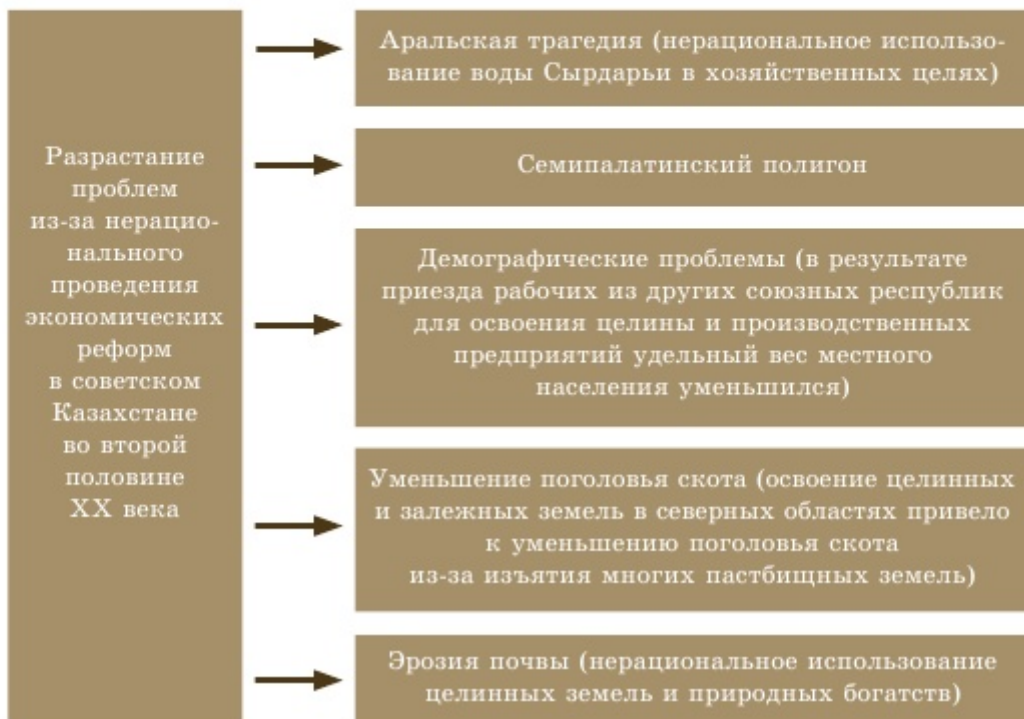 Разрастание
проблем
из-за нерацио-
нального
проведения
экономических
реформ
в советском
Казахстане
во второй
половине
XX века
Аральская трагедия (нерациональное использо-
вание воды Сырдарьи в хозяйственных целях)
Семипалатинский полигон
Демографические проблемы (в результате
приезда рабочих из других союзных республик
для освоения целины и производственных
предприятий удельный вес местного
населения уменьшился)
Уменьшение поголовья скота (освоение целинных
и залежных земель в северных областях привело
к уменьшению поголовья скота
из-за изъятия многих пастбищных земель)
Эрозия почвы (нерациональное использование
целинных земель и природных богатств)